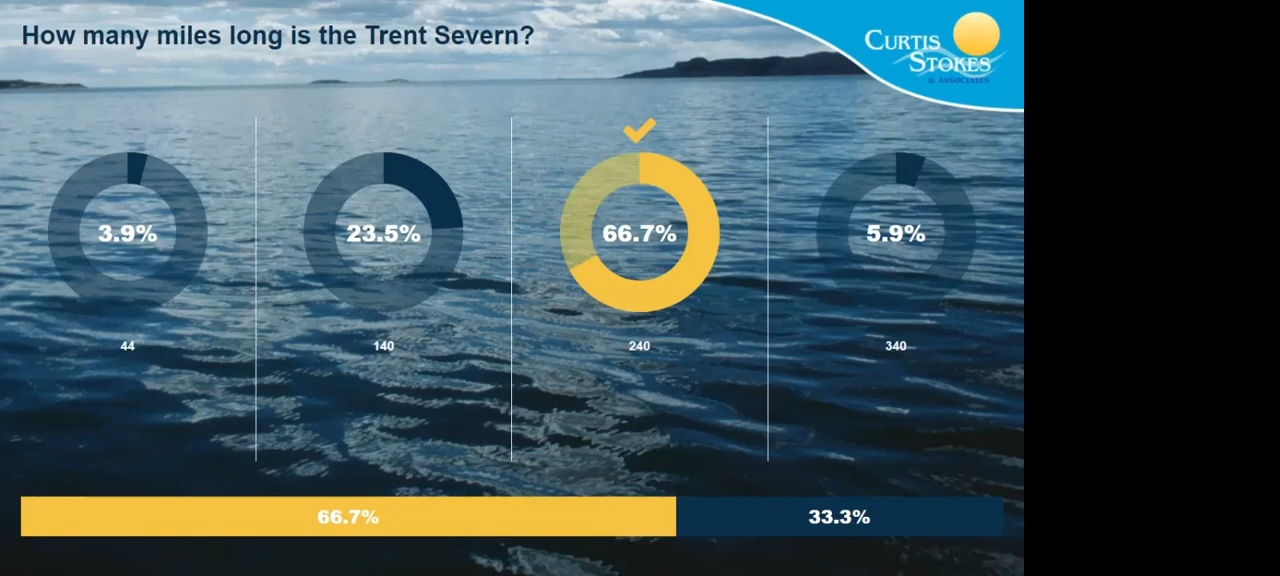 How many miles long is the Trent Severn?
CURTIS
STOKES
& ASSOCIATES
3.9%
23.5%
66.7%
5.9%
44
140
240
340
66.7%
33.3%